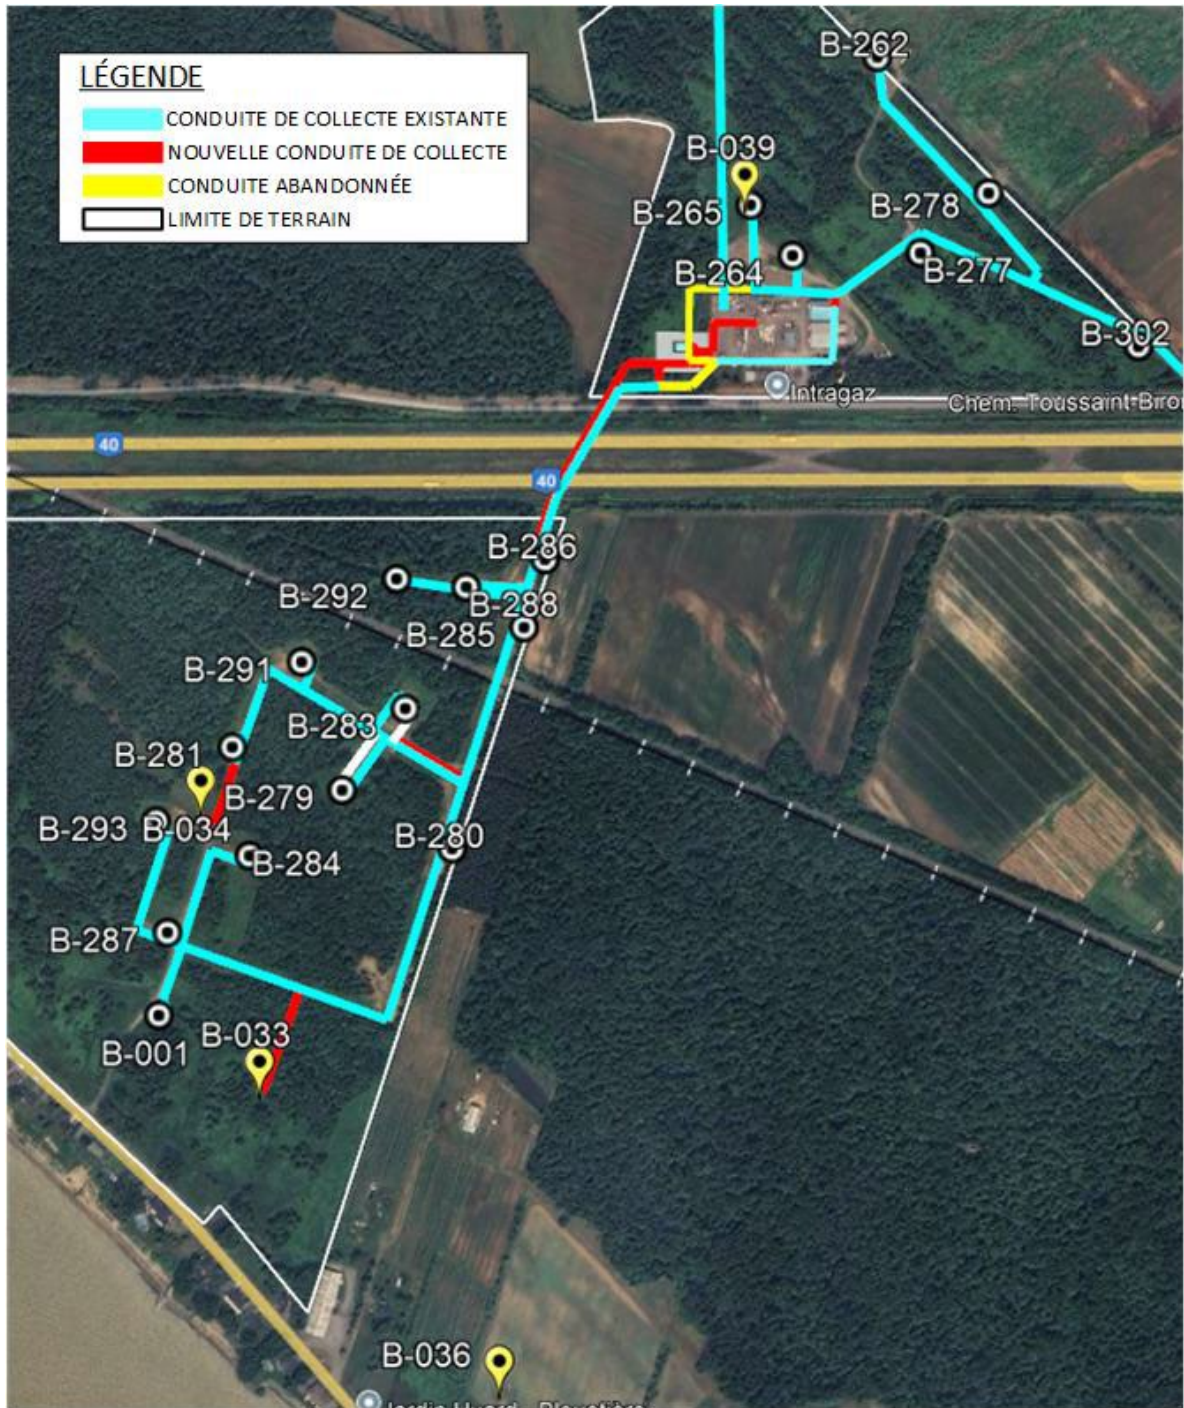 LÉGENDE
CONDUITE DE COLLECTE EXISTANTE
NOUVELLE CONDUITE DE COLLECTE
CONDUITE ABANDONNÉE
LIMITE DE TERRAIN
B-262
B-039
B-265
B-278
B-264
B-277
B-302
Intragaz
Chem. Toussaint-Biron
40
40
B-286
B-292
B-288
B-285
B-291
B-283
B-281
B-279
B-293
B-034
B-280
B-284
B-287
B-033
B-001
B-036